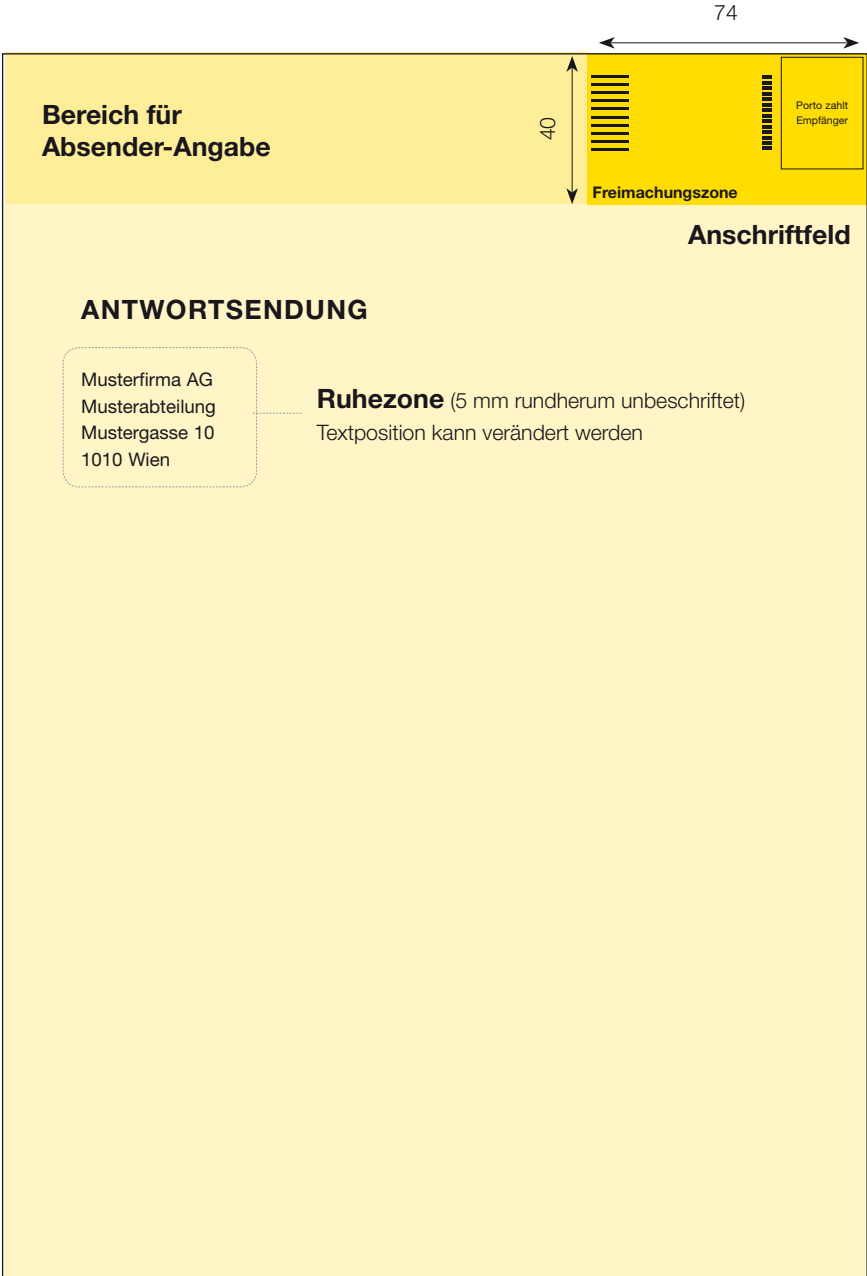 74
Bereich für
Absender-Angabe
40
Porto zahlt
Empfänger
Freimachungszone
Anschriftfeld
ANTWORTSENDUNG
Musterfirma AG
Musterabteilung
Mustergasse 10
1010 Wien
Ruhezone (5 mm rundherum unbeschriftet)
Textposition kann verändert werden